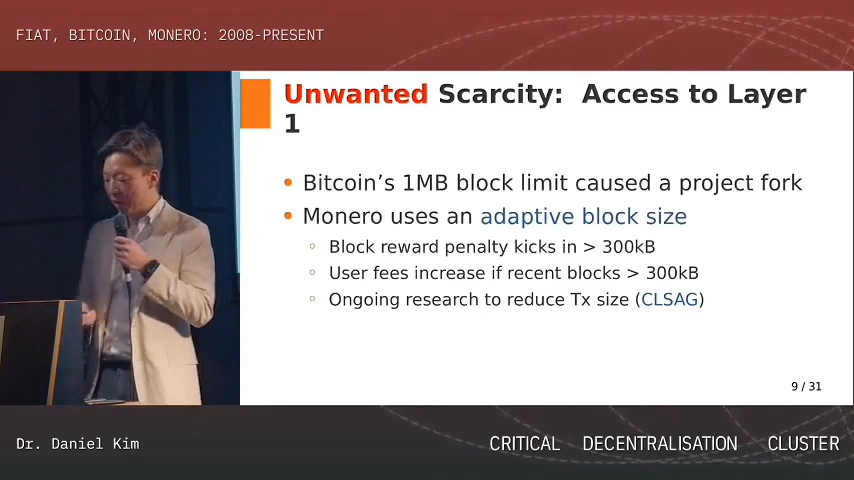 FIAT, BITCOIN, MONERO: 2008-PRESENT
Unwanted Scarcity: Access to Layer
1
Bitcoin’s 1MB block limit caused a project fork
Monero uses an adaptive block size
Block reward penalty kicks in > 300kB
User fees increase if recent blocks > 300kB
Ongoing research to reduce Tx size (CLSAG)
9 / 31
Dr. Daniel Kim
CRITICAL DECENTRALISATION CLUSTER